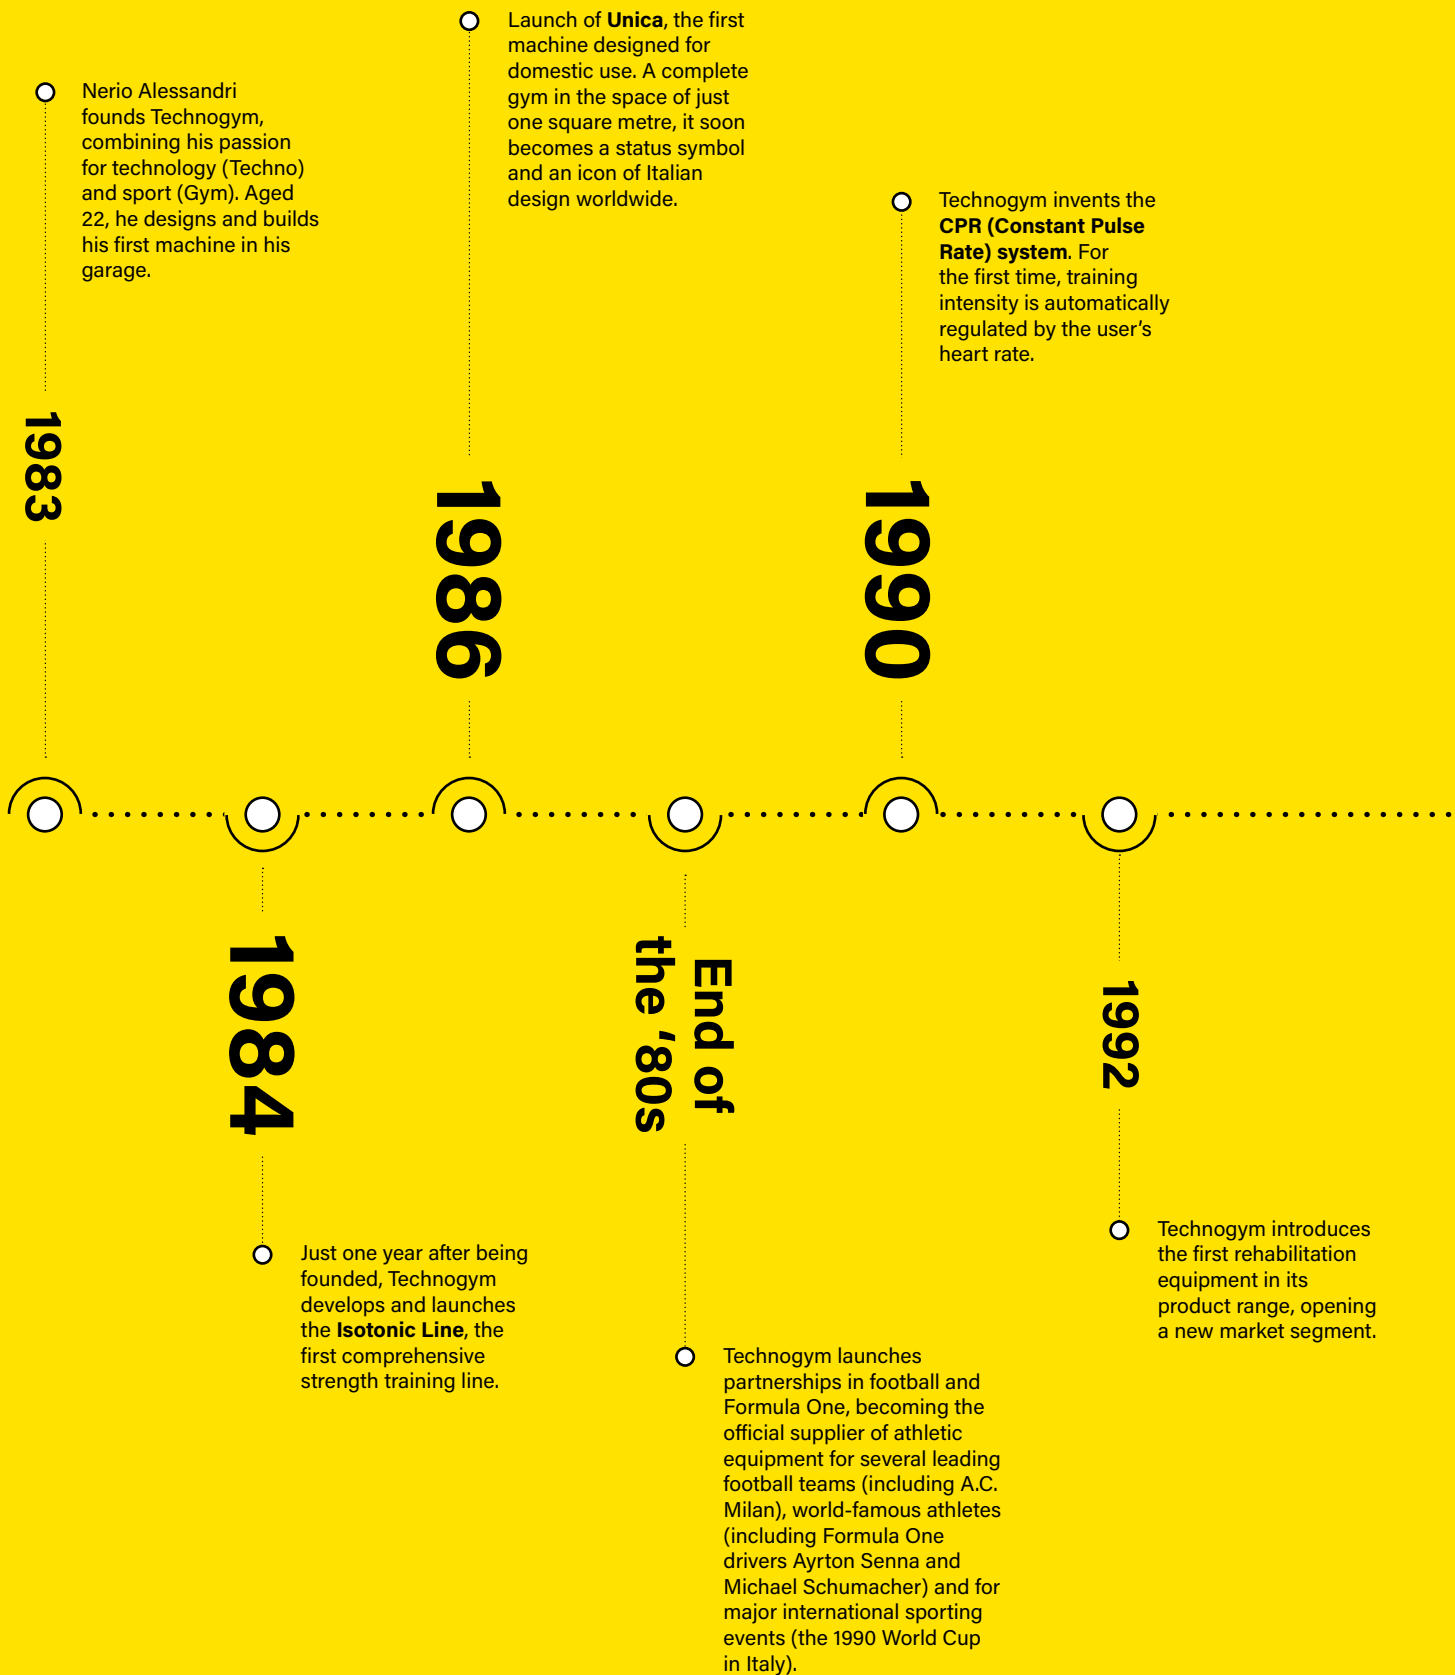 1983
Nerio Alessandri
founds Technogym,
combining his passion
for technology (Techno)
and sport (Gym). Aged
22, he designs and builds
his first machine in his
garage.
1984
Just one year after being
founded, Technogym
develops and launches
the Isotonic Line, the
first comprehensive
strength training line.
1986
Launch of Unica, the first
machine designed for
domestic use. A complete
gym in the space of just
one square metre, it soon
becomes a status symbol
and an icon of Italian
design worldwide.
End of
the ’80s
Technogym launches
partnerships in football and
Formula One, becoming the
official supplier of athletic
equipment for several leading
football teams (including A.C.
Milan), world-famous athletes
(including Formula One
drivers Ayrton Senna and
Michael Schumacher) and for
major international sporting
events (the 1990 World Cup
in Italy).
1990
Technogym invents the
CPR (Constant Pulse
Rate) system. For
the first time, training
intensity is automatically
regulated by the user’s
heart rate.
1992
Technogym introduces
the first rehabilitation
equipment in its
product range, opening
a new market segment.